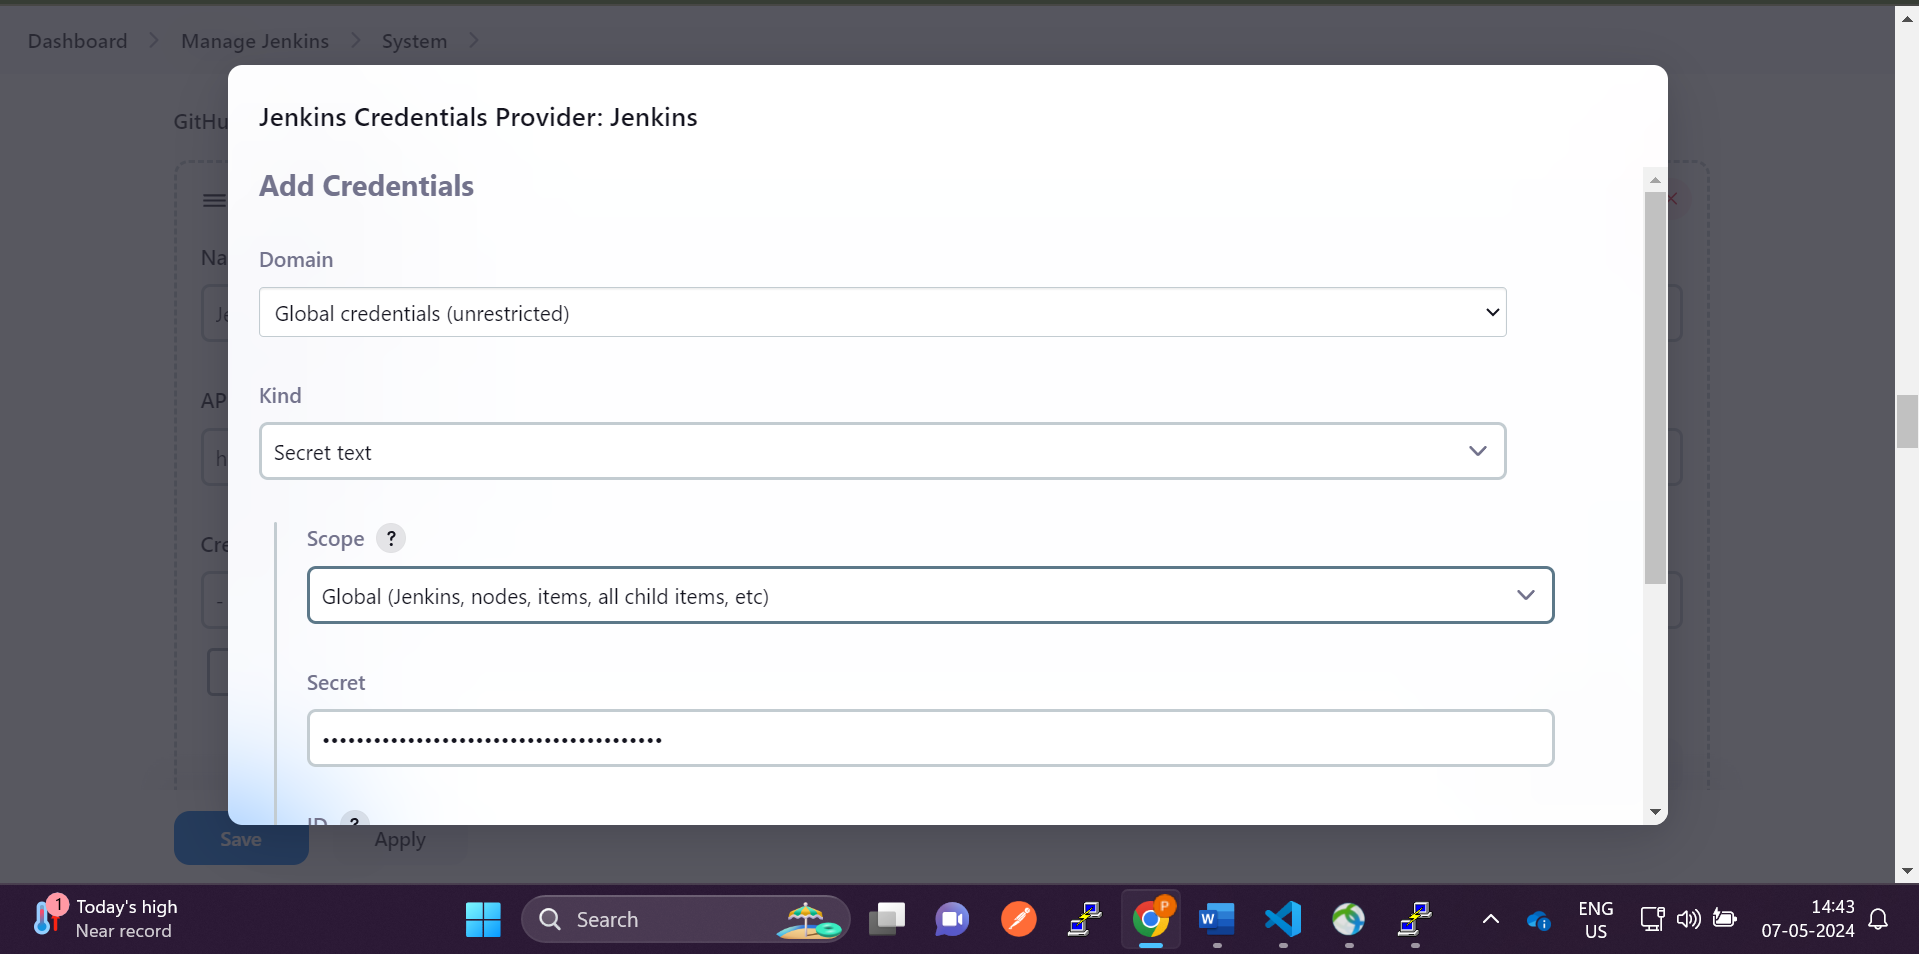 Dashboard > Manage Jenkins > System >
GitHu
Jenkins Credentials Provider: Jenkins
Add Credentials
Na
Domain
Je
Global credentials (unrestricted)
AP
Kind
h
Secret text
Cre
Scope ?
-
Global (Jenkins, nodes, items, all child items, etc)
Secret
••••••••••••••••••••••••••••••••••••••••
ID ?
Save Apply
1
Today's high
Near record
Search
P
W
ENG
US
14:43
07-05-2024